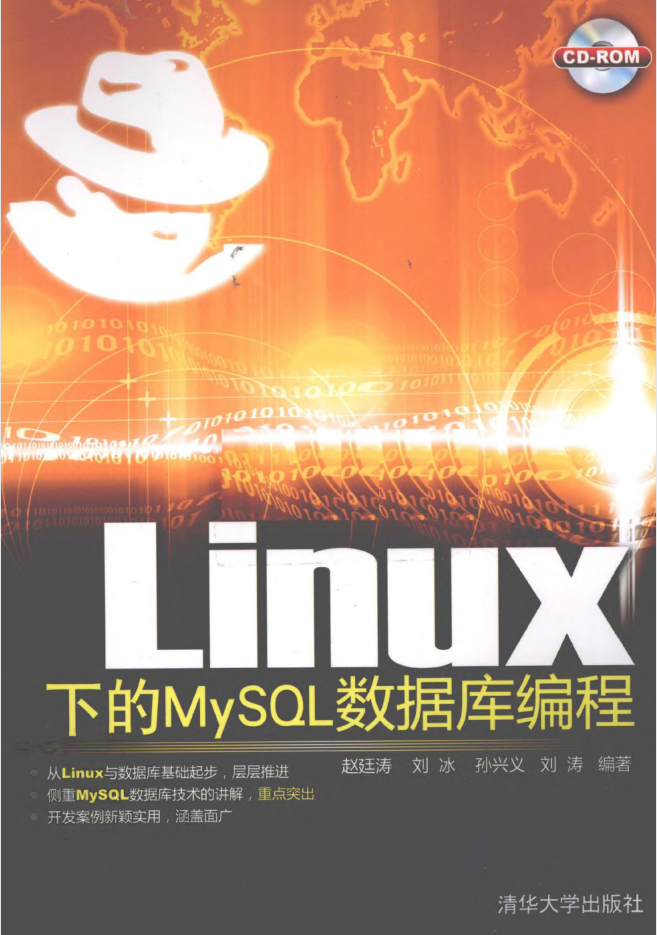 CD-ROM
Linux
下的MySQL数据库编程
赵廷涛 刘 冰 孙兴义 刘 涛 编著
从Linux与数据库基础起步，层层推进
侧重MySQL数据库技术的讲解，重点突出
开发案例新颖实用，涵盖面广
清华大学出版社